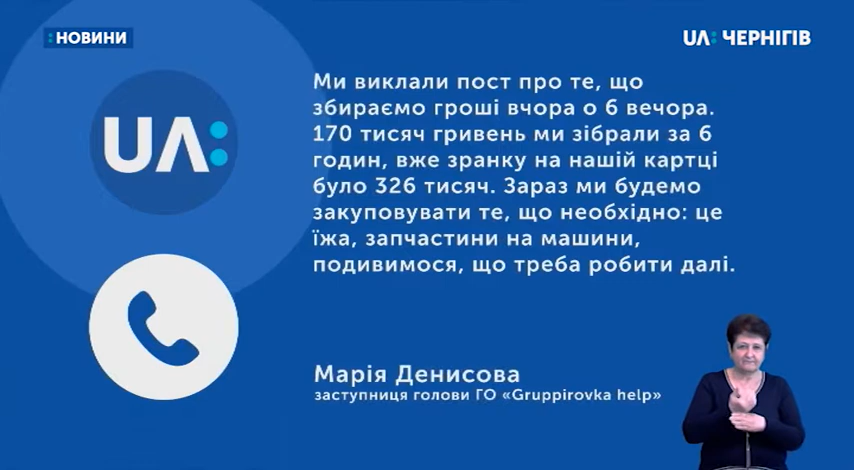 :НОВИНИ
UA: ЧЕРНІГІВ
UA:
Ми виклали пост про те, що
збираємо гроші вчора о 6 вечора.
170 тисяч гривень ми зібрали за 6
годин, вже зранку на нашій картці
було 326 тисяч. Зараз ми будемо
закуповувати те, що необхідно: це
їжа, запчастини на машини,
подивимося, що треба робити далі.
Марія Денисова
заступниця голови ГО «Gruppirovka help»